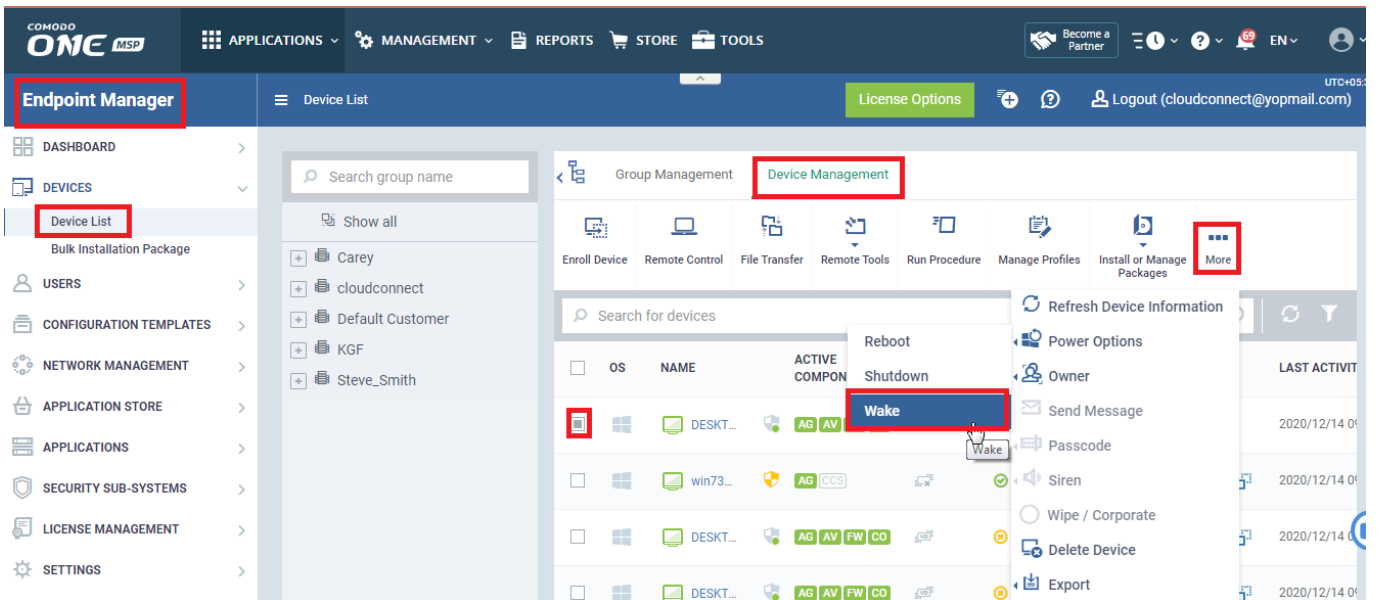 COMODO
ONE MSP
APPLICATIONS
MANAGEMENT
REPORTS
STORE
TOOLS
Become a
Partner
69
EN
Endpoint Manager
Device List
License Options
UTC+05:
Logout (cloudconnect@yopmail.com)
DASHBOARD
DEVICES
Device List
Bulk Installation Package
USERS
CONFIGURATION TEMPLATES
NETWORK MANAGEMENT
APPLICATION STORE
APPLICATIONS
SECURITY SUB-SYSTEMS
LICENSE MANAGEMENT
SETTINGS
Search group name
Show all
Carey
cloudconnect
Default Customer
KGF
Steve_Smith
Group Management
Device Management
Enroll Device
Remote Control
File Transfer
Remote Tools
Run Procedure
Manage Profiles
Install or Manage
Packages
More
Search for devices
OS
NAME
ACTIVE
COMPON
LAST ACTIVIT
DESKT...
AG AV
2020/12/14 09
win73...
AG CCS
2020/12/14 09
DESKT...
AG AV FW CO
2020/12/14 0
DESKT...
AG AV FW CO
2020/12/14 09
Reboot
Shutdown
Wake
Wake
Refresh Device Information
Power Options
Owner
Send Message
Passcode
Siren
Wipe / Corporate
Delete Device
Export